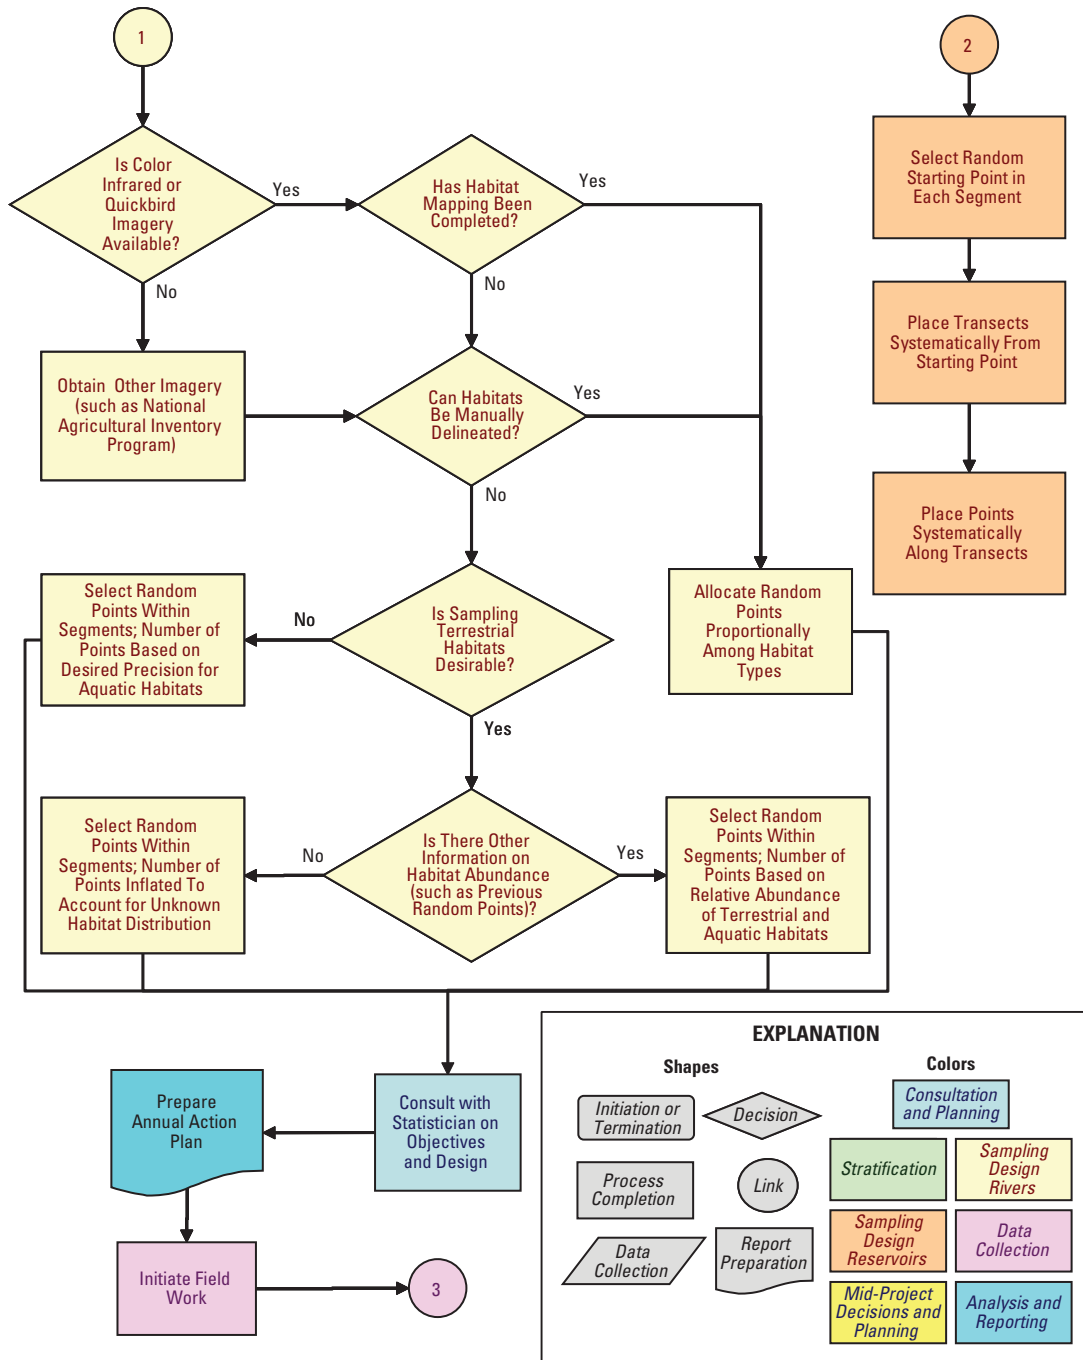 1
2
Is Color
Infrared or
Quickbird
Imagery
Available?
Yes
No
Has Habitat
Mapping Been
Completed?
Yes
No
Select Random
Starting Point in
Each Segment
Obtain Other Imagery
(such as National
Agricultural Inventory
Program)
Can Habitats
Be Manually
Delineated?
Yes
No
Place Transects
Systematically From
Starting Point
Place Points
Systematically
Along Transects
Select Random
Points Within
Segments; Number of
Points Based on
Desired Precision for
Aquatic Habitats
No
Is Sampling
Terrestrial
Habitats
Desirable?
Yes
Allocate Random
Points
Proportionally
Among Habitat
Types
Select Random
Points Within
Segments; Number of
Points Inflated To
Account for Unknown
Habitat Distribution
No
Is There Other
Information on
Habitat Abundance
(such as Previous
Random Points)?
Yes
Select Random
Points Within
Segments; Number of
Points Based on
Relative Abundance
of Terrestrial and
Aquatic Habitats
Prepare
Annual Action
Plan
Consult with
Statistician on
Objectives
and Design
Initiate Field
Work
3
EXPLANATION
Shapes
Initiation or
Termination
Decision
Process
Completion
Link
Data
Collection
Report
Preparation
Colors
Consultation
and Planning
Stratification
Sampling
Design
Rivers
Sampling
Design
Reservoirs
Data
Collection
Mid-Project
Decisions and
Planning
Analysis and
Reporting